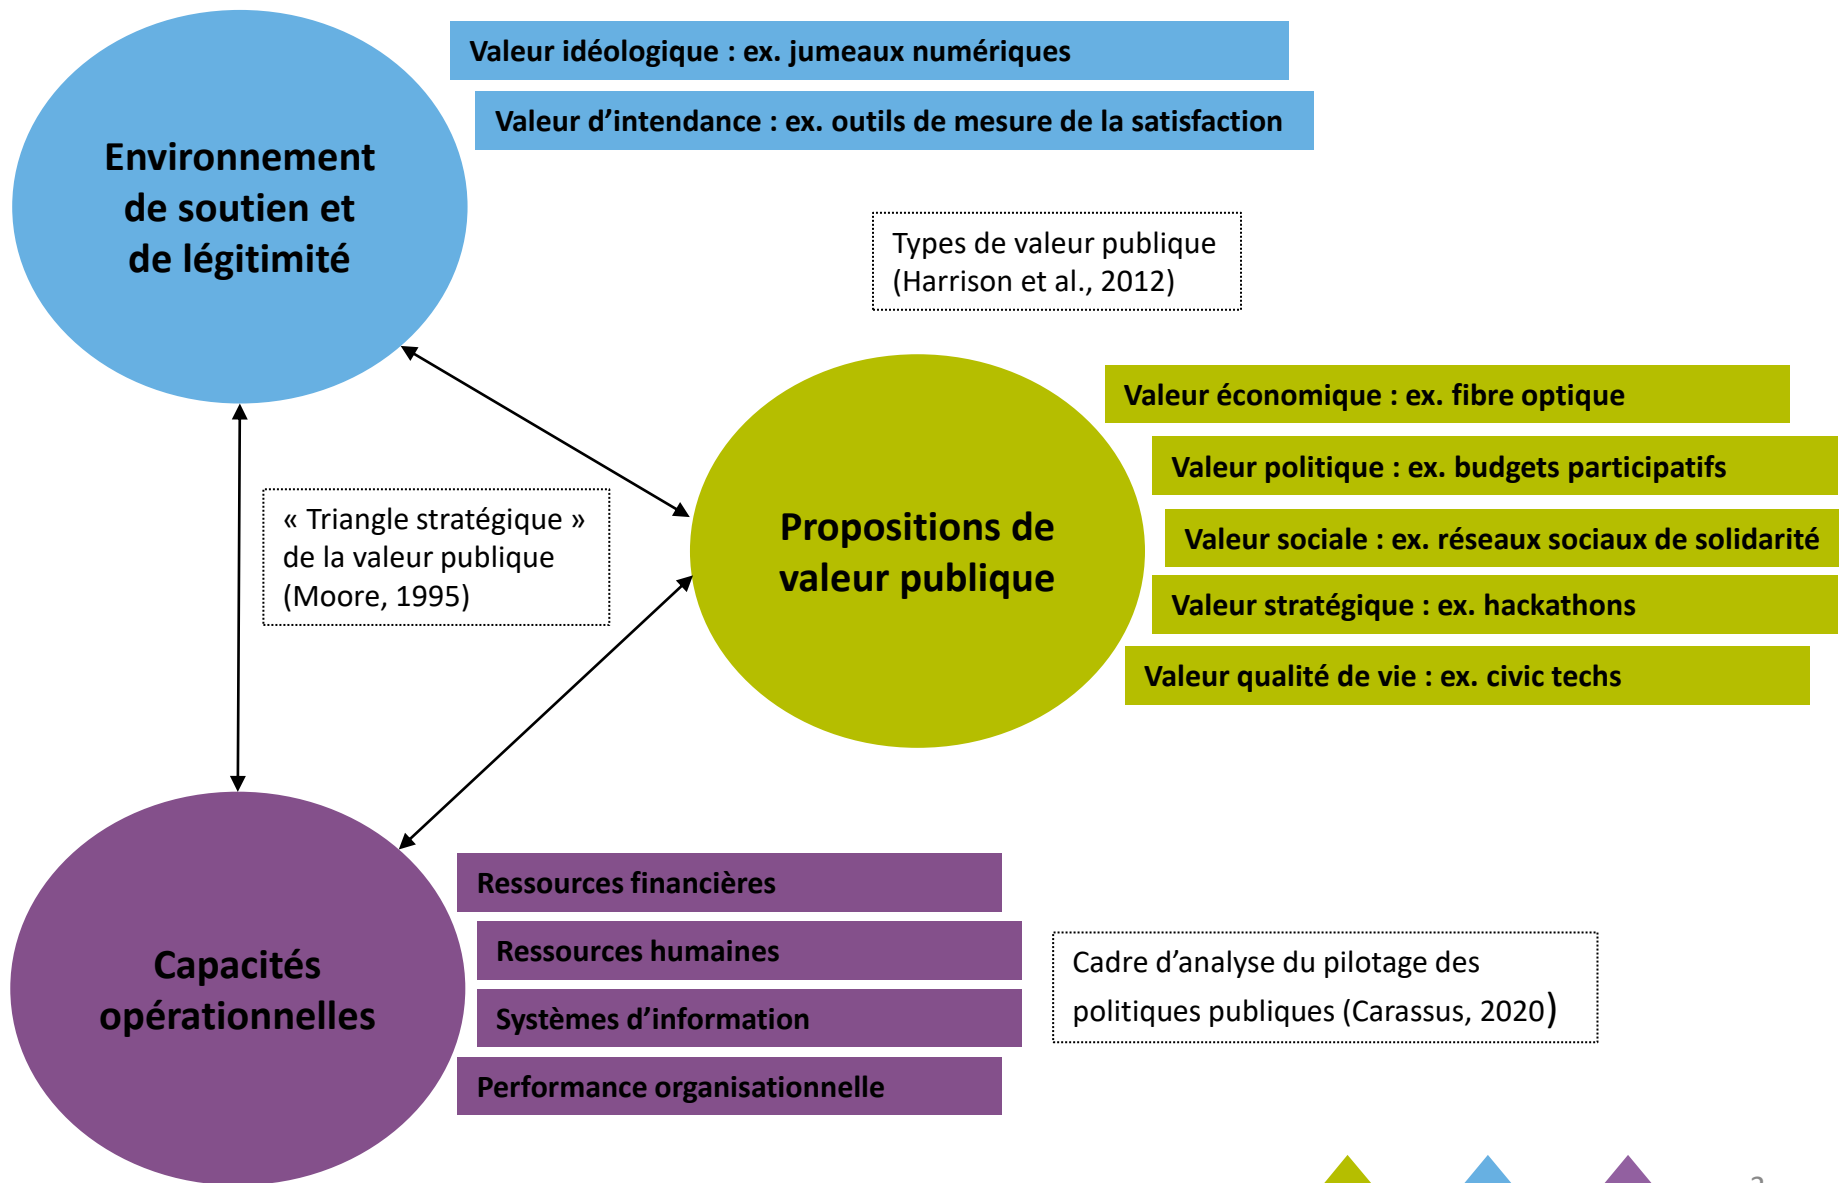 Valeur idéologique : ex. jumeaux numériques
Valeur d’intendance : ex. outils de mesure de la satisfaction
Environnement
de soutien et
de légitimité
Types de valeur publique
(Harrison et al., 2012)
Valeur économique : ex. fibre optique
Valeur politique : ex. budgets participatifs
Valeur sociale : ex. réseaux sociaux de solidarité
Valeur stratégique : ex. hackathons
Valeur qualité de vie : ex. civic techs
Propositions de
valeur publique
« Triangle stratégique »
de la valeur publique
(Moore, 1995)
Ressources financières
Ressources humaines
Systèmes d’information
Performance organisationnelle
Capacités
opérationnelles
Cadre d’analyse du pilotage des
politiques publiques (Carassus, 2020)